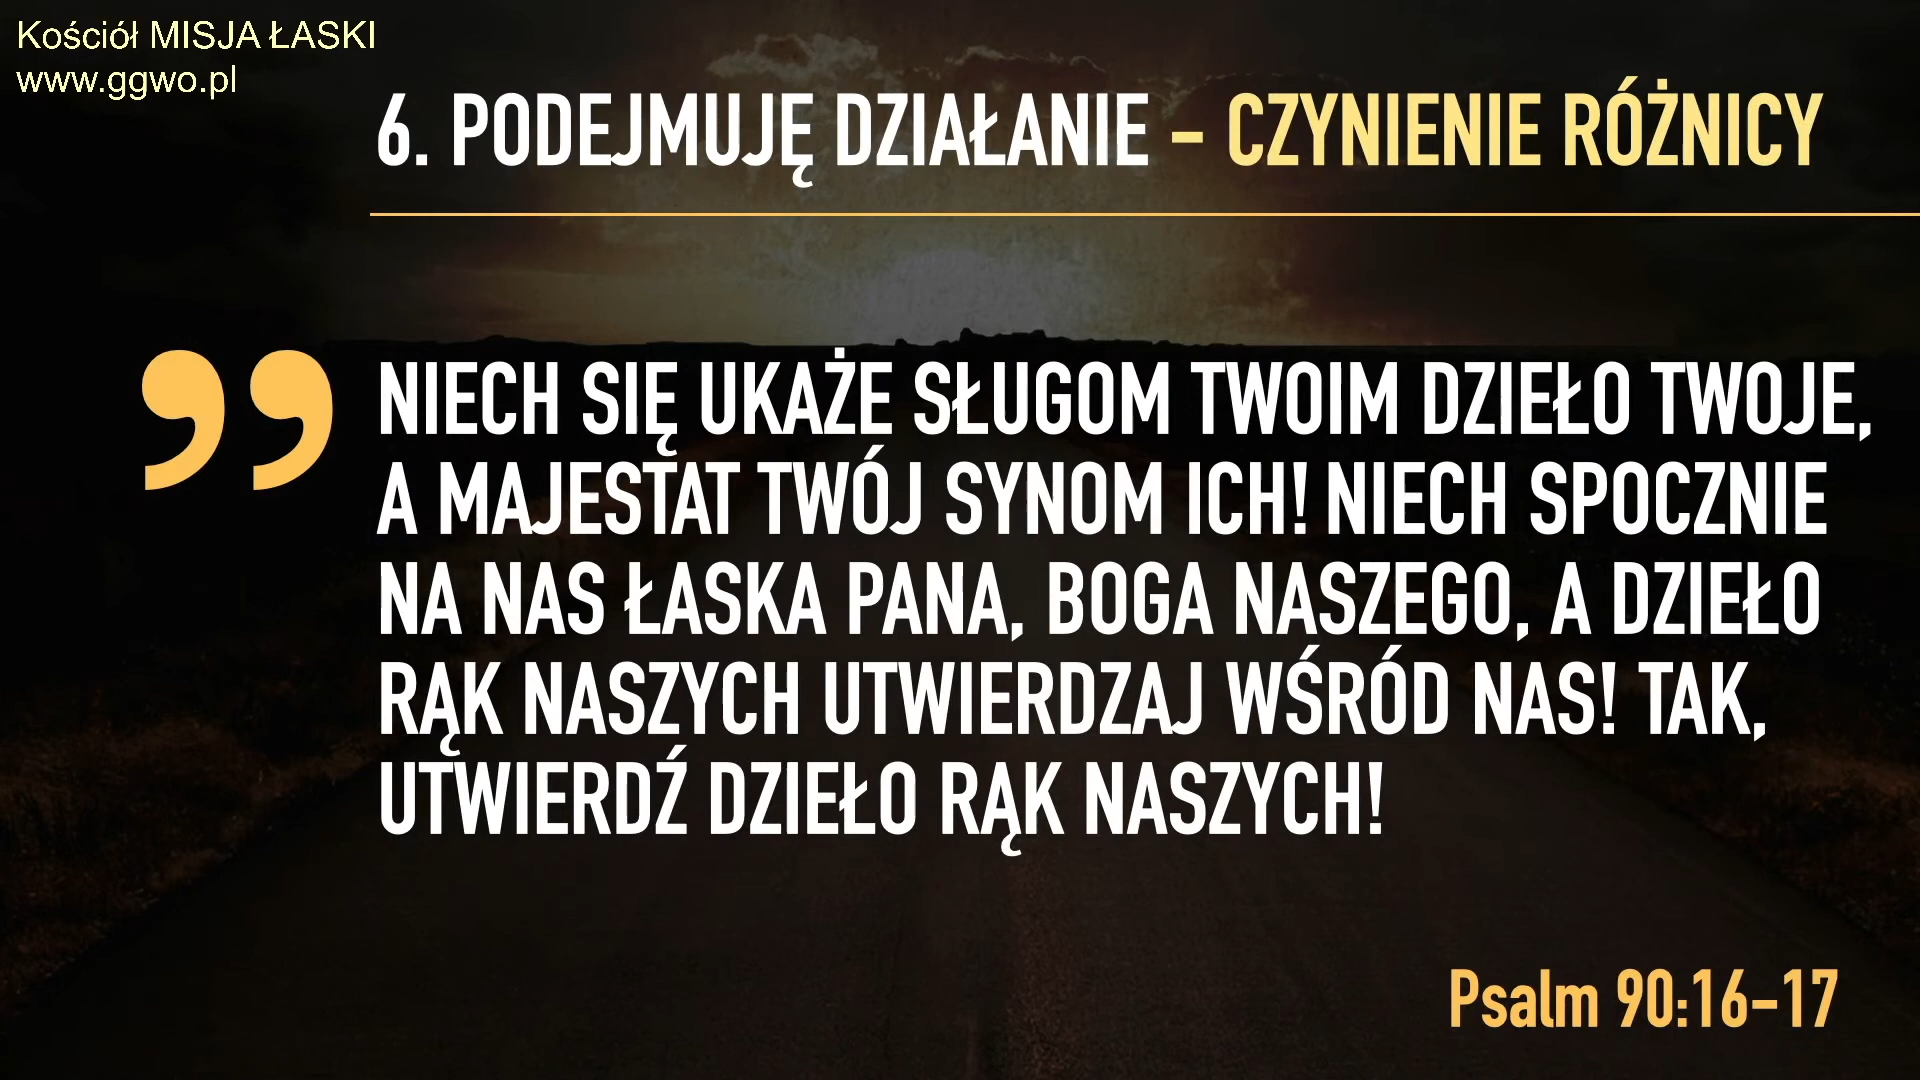 Kościół MISJA ŁASKI
www.ggwo.pl
6. PODEJMUJĘ DZIAŁANIE - CZYNIENIE RÓŻNICY
” NIECH SIĘ UKAŻE SŁUGOM TWOIM DZIEŁO TWOJE,
A MAJESTAT TWÓJ SYNOM ICH! NIECH SPOCZNIE
NA NAS ŁASKA PANA, BOGA NASZEGO, A DZIEŁO
RĄK NASZYCH UTWIERDZAJ WŚRÓD NAS! TAK,
UTWIERDŹ DZIEŁO RĄK NASZYCH!
Psalm 90:16-17